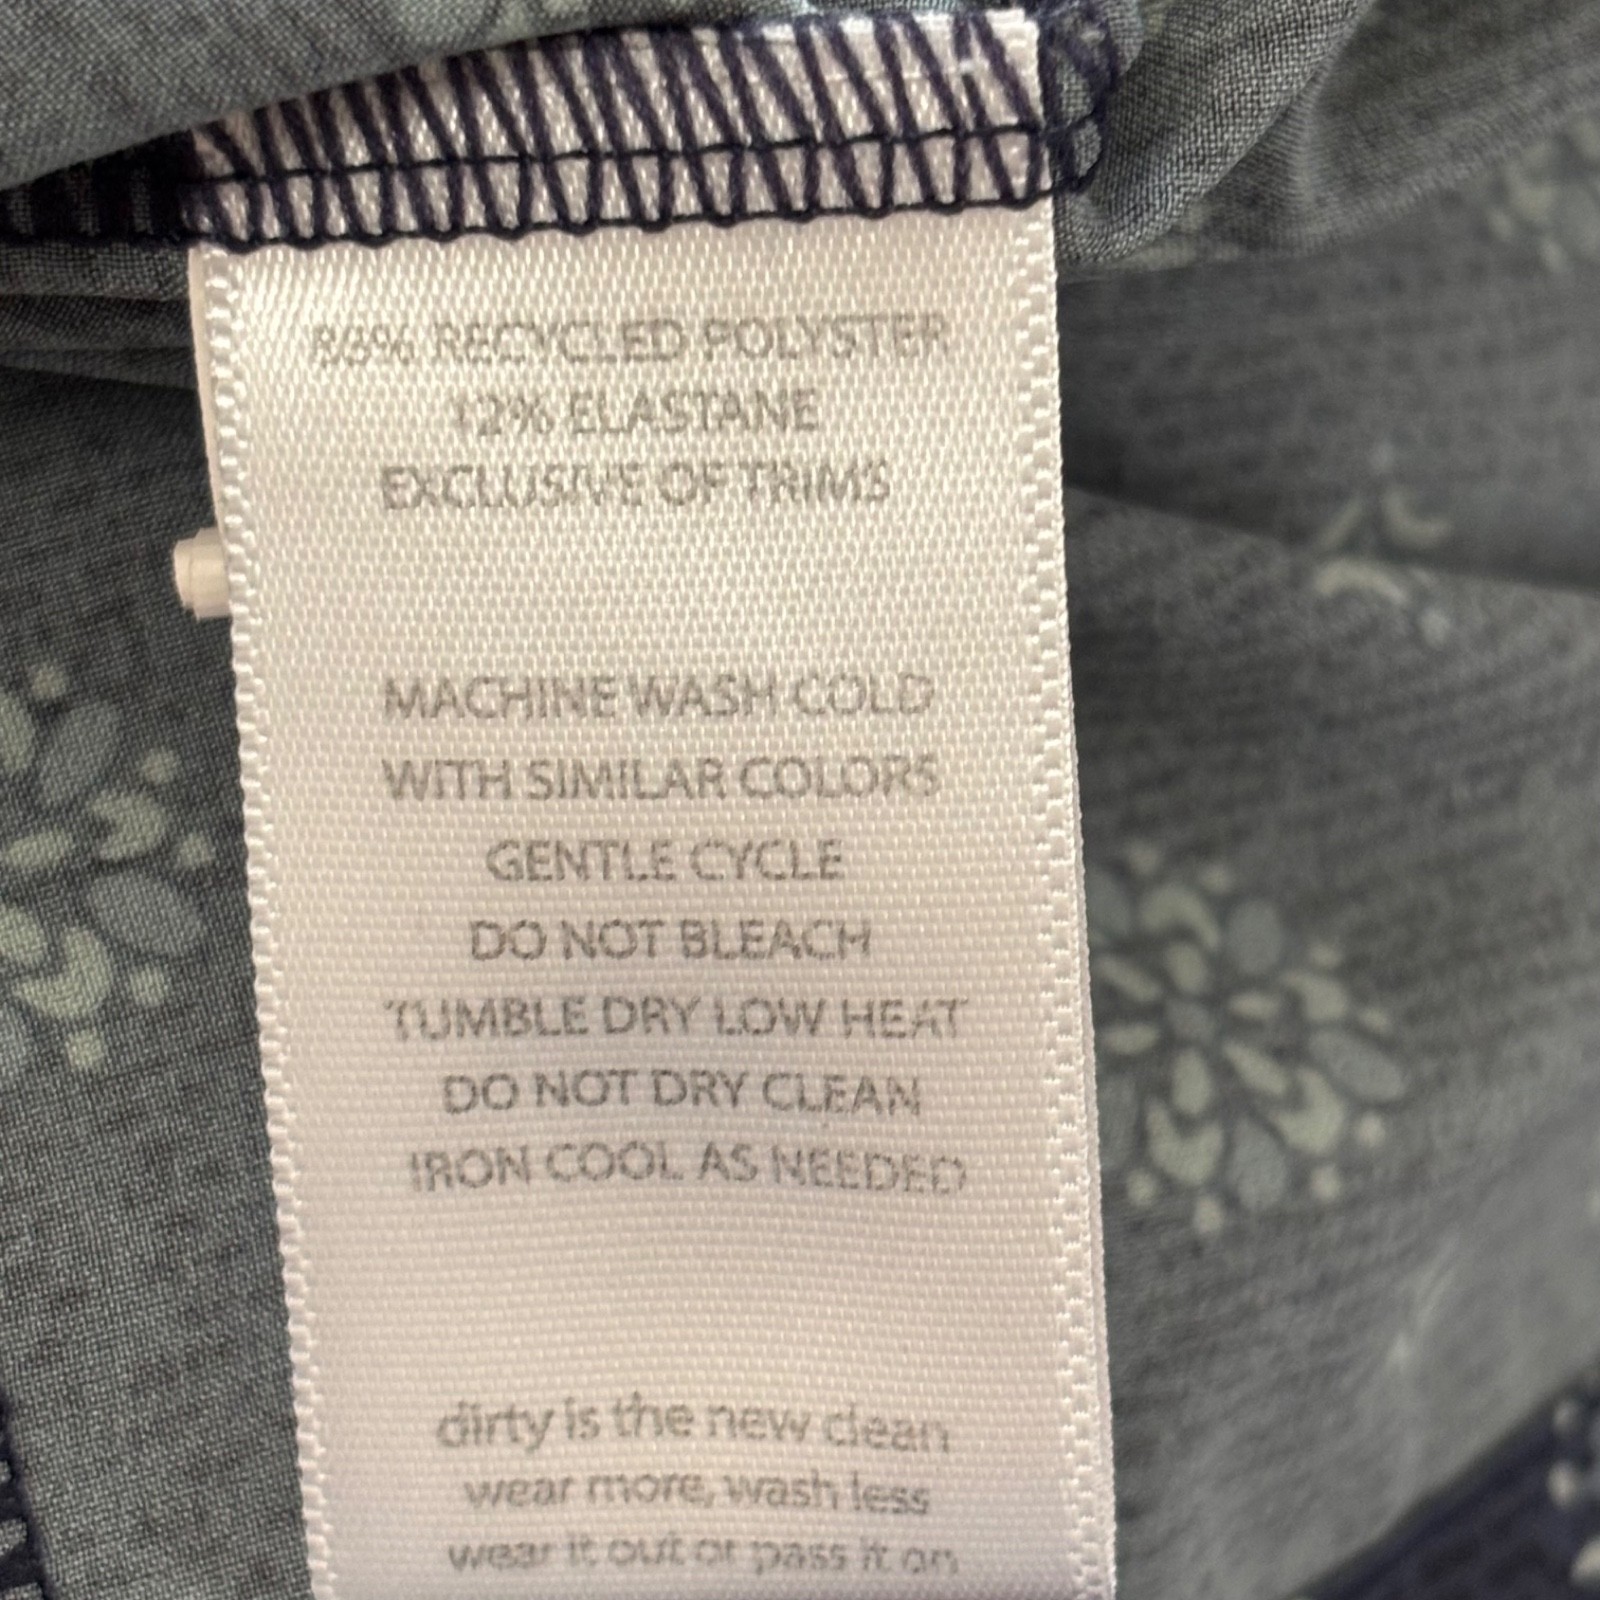 88% RECYCLED POLYSTER
12% ELASTANE
EXCLUSIVE OF TRIMS
MACHINE WASH COLD
WITH SIMILAR COLORS
GENTLE CYCLE
DO NOT BLEACH
TUMBLE DRY LOW HEAT
DO NOT DRY CLEAN
IRON COOL AS NEEDED
dirty is the new clean
wear more, wash less
wear it out or pass it on